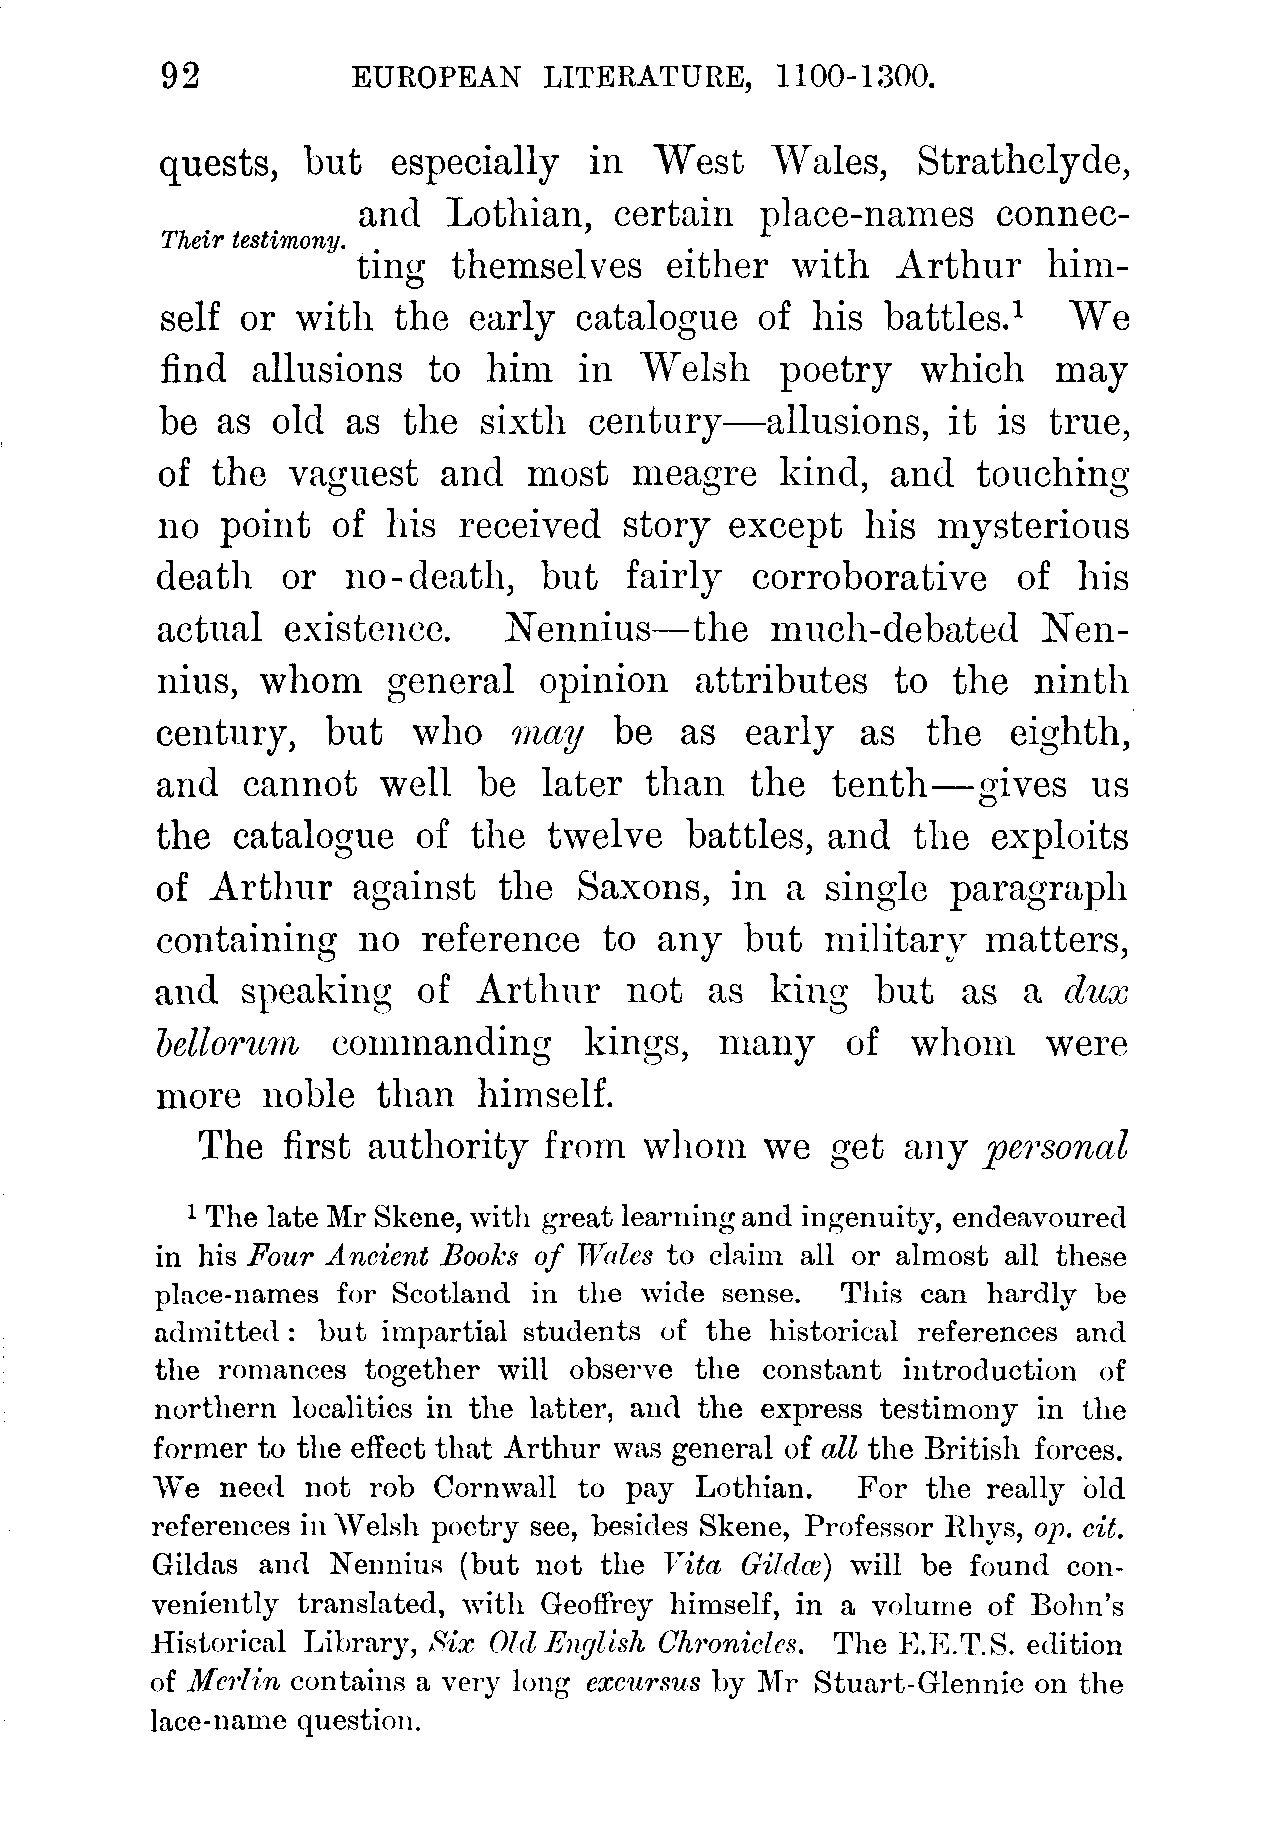 92 EUROPEAN LITERATURE, 1100-1300.
quests, but especially in West Wales, Strathclyde,
and Lothian, certain place-names connec-
Their testimony.
ting themselves either with Arthur him-
self or with the early catalogue of his battles.¹ We
find allusions to him in Welsh poetry which may
be as old as the sixth century—allusions, it is true,
of the vaguest and most meagre kind, and touching
no point of his received story except his mysterious
death or no-death, but fairly corroborative of his
actual existence. Nennius—the much-debated Nen-
nius, whom general opinion attributes to the ninth
century, but who may be as early as the eighth,
and cannot well be later than the tenth—gives us
the catalogue of the twelve battles, and the exploits
of Arthur against the Saxons, in a single paragraph
containing no reference to any but military matters,
and speaking of Arthur not as king but as a dux
bellorum commanding kings, many of whom were
more noble than himself.
The first authority from whom we get any personal
¹ The late Mr Skene, with great learning and ingenuity, endeavoured
in his Four Ancient Books of Wales to claim all or almost all these
place-names for Scotland in the wide sense. This can hardly be
admitted: but impartial students of the historical references and
the romances together will observe the constant introduction of
northern localities in the latter, and the express testimony in the
former to the effect that Arthur was general of all the British forces.
We need not rob Cornwall to pay Lothian. For the really old
references in Welsh poetry see, besides Skene, Professor Rhys, op. cit.
Gildas and Nennius (but not the Vita Gildæ) will be found con-
veniently translated, with Geoffrey himself, in a volume of Bohn's
Historical Library, Six Old English Chronicles. The E.E.T.S. edition
of Merlin contains a very long excursus by Mr Stuart-Glennie on the
lace-name question.